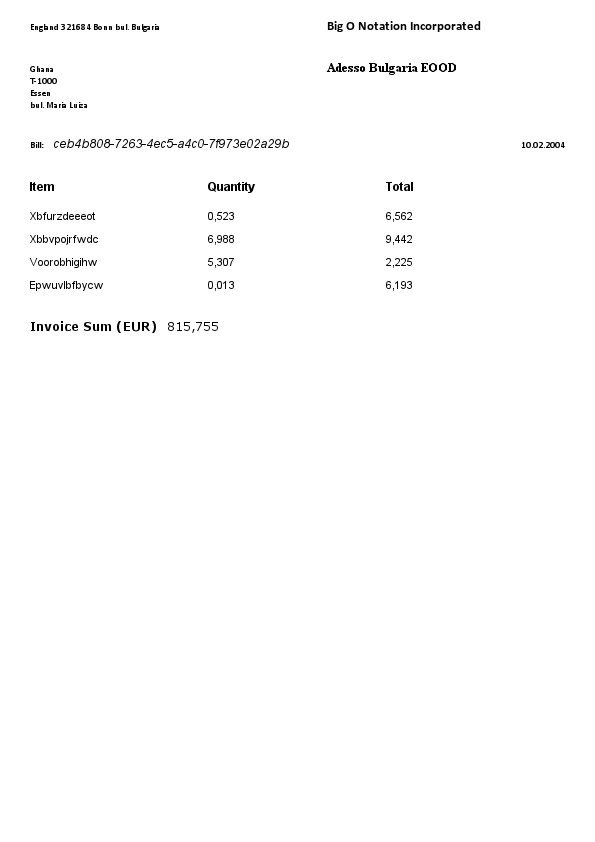 England 321684 Bonn bul. Bulgaria
Big O Notation Incorporated
Ghana
T-1000
Essen
bul. Maria Luiza
Adesso Bulgaria EOOD
Bill: ceb4b808-7263-4ec5-a4c0-7f973e02a29b 10.02.2004
Item Quantity Total
Xbfurzdeeeot 0,523 6,562
Xbbvpojrfwdc 6,988 9,442
Voorobhigihw 5,307 2,225
Epwuvlbfbycw 0,013 6,193
Invoice Sum (EUR) 815,755